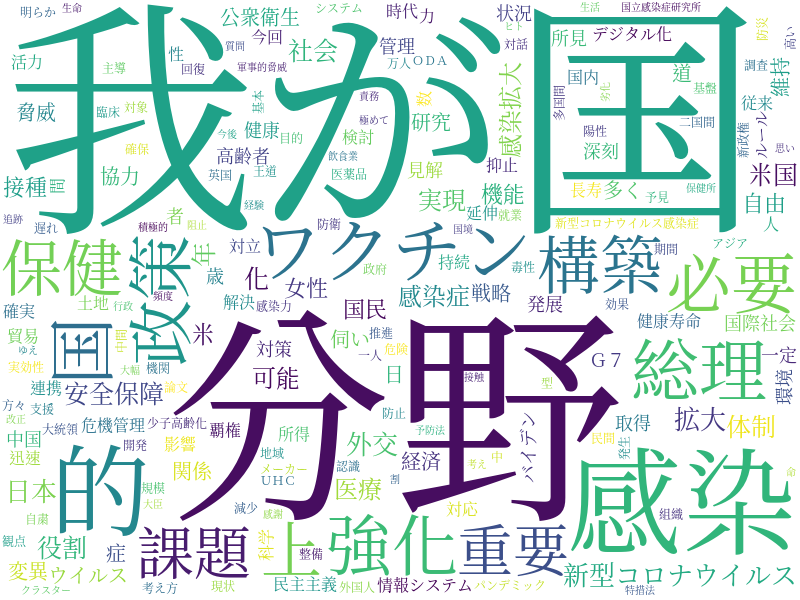 明らか
生命
公衆衛生
システム
時代
力
状況
ヒト
国立感染症研究所
生活
所見
デジタル化
防災
高い
活力
質問
今回
社会
管理
対話
性
主導
回復
軍事的脅威
万人
ODA
国内
道
基盤
調査
維持
脅威
臨床
対象
基本
責務
数
感染拡大
多国間
劣化
従来
我が国
確保
今後
健康
目的
極めて
検討
研究
陽性
二国間
新政権
ルール
思い
高齢者
飲食業
見解
抑止
深刻
接種
間
協力
英国
王道
医薬品
実現
機能
長寿
多く
予見
保健所
米国
自由
追跡
遅れ
積極的
者
阻止
経験
防衛
国境
延伸
就業
新型コロナウイルス感染症
人
保健
政策
年
対立
ワクチン
持続
毒性
構築
期間
アジア
必要
歳
化
女性
政府
感染症
戦略
効果
土地
行政
頻度
解決
感染力
確実
国
米
国民
発展
健康寿命
国際社会
貿易
ゆえ
中間
対策
伺い
推進
一人
危険
G7
総理
一定
実効性
大幅
機関
論文
可能
日
接触
型
環境
連携
安全保障
方々
支援
改正
大統領
危機管理
少子高齢化
覇権
所得
外交
防止
予防法
バイデン
民間
取得
拡大
体制
中国
開発
影響
地域
認識
経済
中
考え
発生
迅速
分野
的
関係
メーカー
UHC
割
命
日本
規模
大臣
減少
医療
対応
組織
感染
自粛
観点
役割
症
課題
上
感謝
科学
整備
強化
重要
変異
ウイルス
クラスター
考え方
現状
民主主義
外国人
情報システム
パンデミック
新型コロナウイルス
特措法